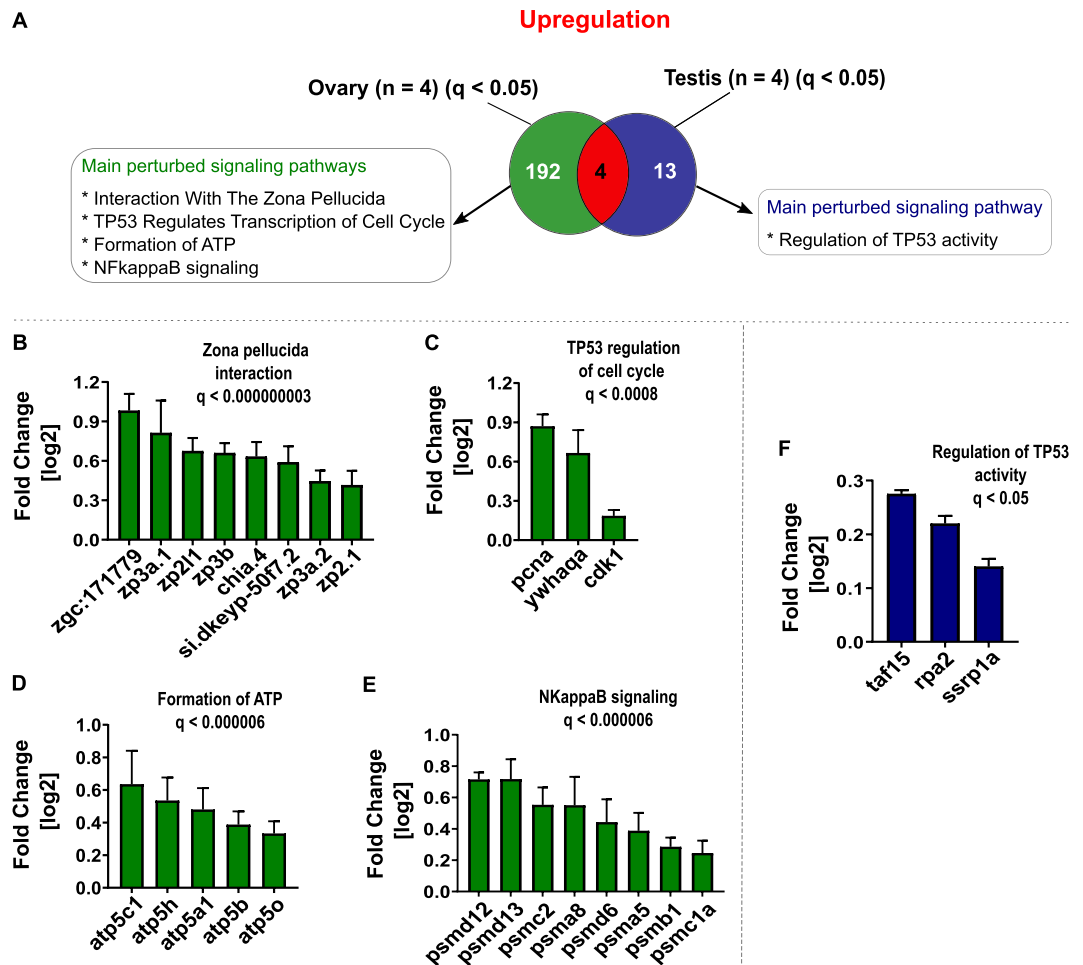 A
Upregulation
Ovary (n = 4) (q < 0.05)
Testis (n = 4) (q < 0.05)
192
4
13
Main perturbed signaling pathways
* Interaction With The Zona Pellucida
* TP53 Regulates Transcription of Cell Cycle
* Formation of ATP
* NFkappaB signaling
Main perturbed signaling pathway
* Regulation of TP53 activity
B
Zona pellucida
interaction
q < 0.000000003
Fold Change
[log2]
1.2
0.9
0.6
0.3
0.0
zgc:171779
zp3a.1
zp2l1
zp3b
chia.4
si.dkeyp-50f7.2
zp3a.2
zp2.1
C
TP53 regulation
of cell cycle
q < 0.0008
Fold Change
[log2]
1.2
0.9
0.6
0.3
0.0
pcna
ywhaqa
cdk1
F
Regulation of TP53
activity
q < 0.05
Fold Change
[log2]
0.3
0.2
0.1
0.0
taf15
rpa2
ssrp1a
D
Formation of ATP
q < 0.000006
Fold Change
[log2]
1.0
0.8
0.6
0.4
0.2
0.0
atp5c1
atp5h
atp5a1
atp5b
atp5o
E
NKappaB signaling
q < 0.000006
Fold Change
[log2]
1.0
0.8
0.6
0.4
0.2
0.0
psmd12
psmd13
psmc2
psma8
psmd6
psma5
psmb1
psmc1a